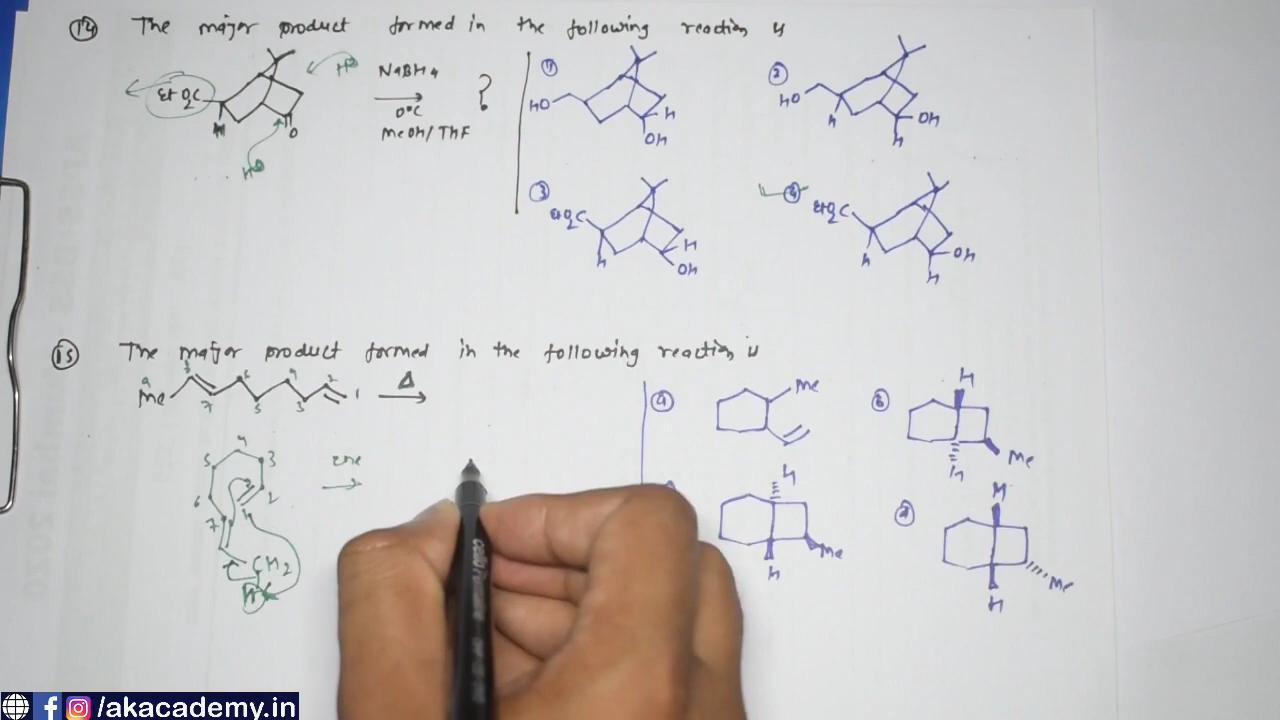 14 The major product formed in the following reaction is
EtO2C
H
O
H⊖
H⊖
NaBH4
0°C
MeOH/THF
?
1
HO
H
OH
2
HO
H
OH
H
3
EtO2C
H
H
OH
4
EtO2C
H
OH
H
15 The major product formed in the following reaction is
Me 9 8 7 6 5 4 3 2 1
Δ
4
5 3
6 2
7 1
CH2
H
ene
a
Me
b
H
Me
H
H
Me
H
d
H
Me
H
/akacademy.in